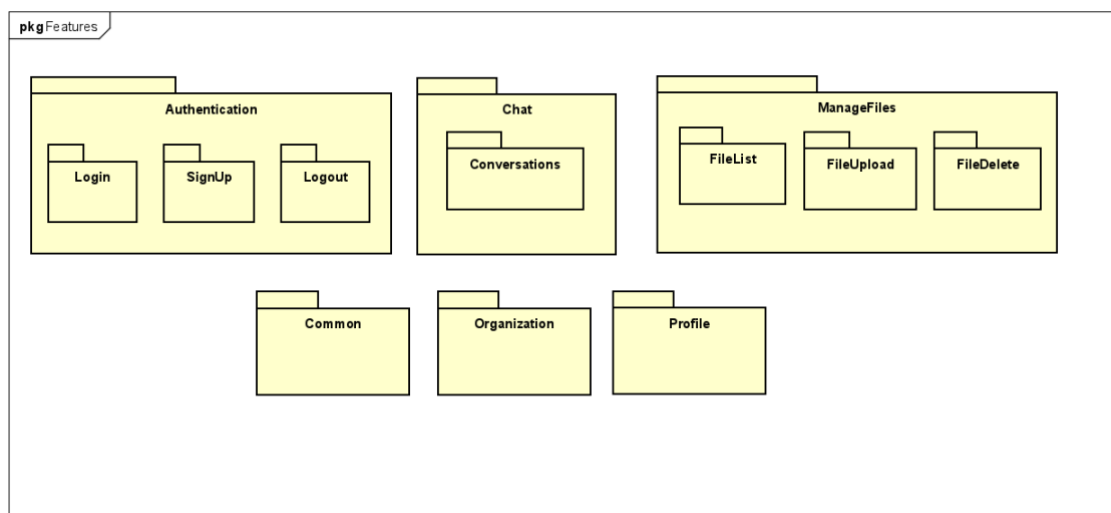 pkg Features
Authentication
Chat
ManageFiles
Login
SignUp
Logout
Conversations
FileList
FileUpload
FileDelete
Common
Organization
Profile